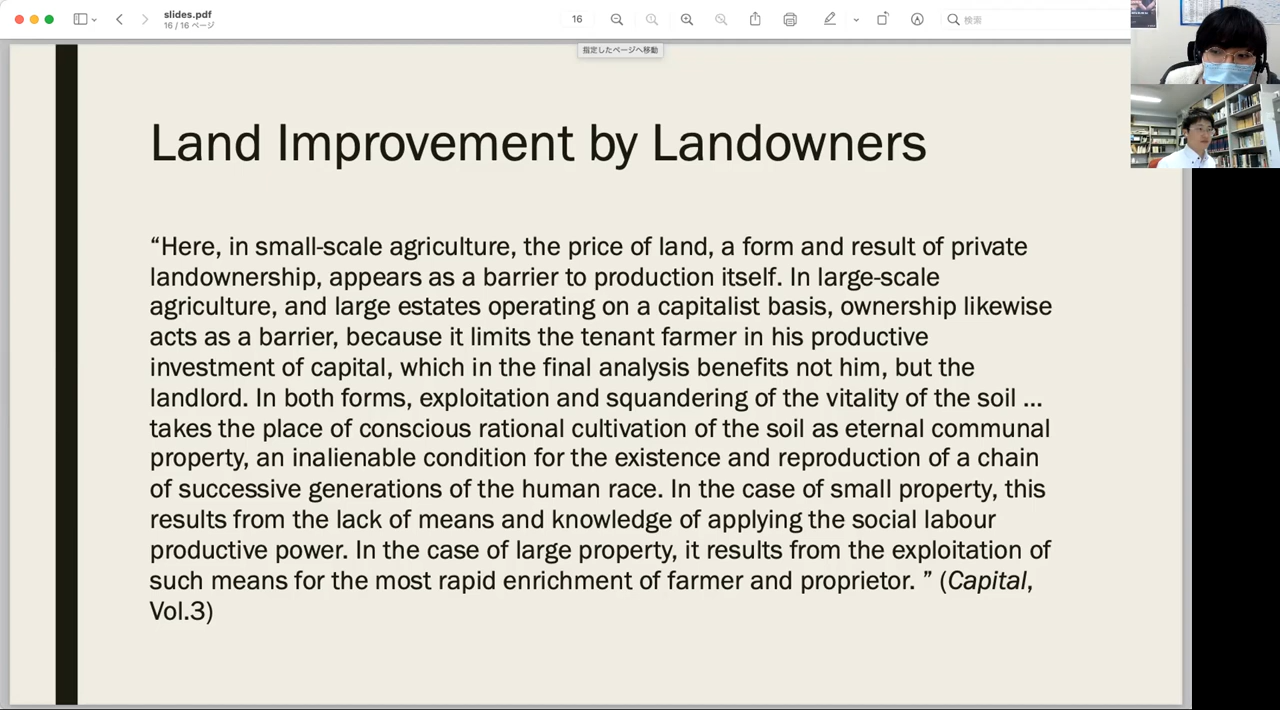 slides.pdf
16 / 16 ページ
16
検索
指定したページへ移動
Land Improvement by Landowners
“Here, in small-scale agriculture, the price of land, a form and result of private
landownership, appears as a barrier to production itself. In large-scale
agriculture, and large estates operating on a capitalist basis, ownership likewise
acts as a barrier, because it limits the tenant farmer in his productive
investment of capital, which in the final analysis benefits not him, but the
landlord. In both forms, exploitation and squandering of the vitality of the soil ...
takes the place of conscious rational cultivation of the soil as eternal communal
property, an inalienable condition for the existence and reproduction of a chain
of successive generations of the human race. In the case of small property, this
results from the lack of means and knowledge of applying the social labour
productive power. In the case of large property, it results from the exploitation of
such means for the most rapid enrichment of farmer and proprietor. ” (Capital,
Vol.3)